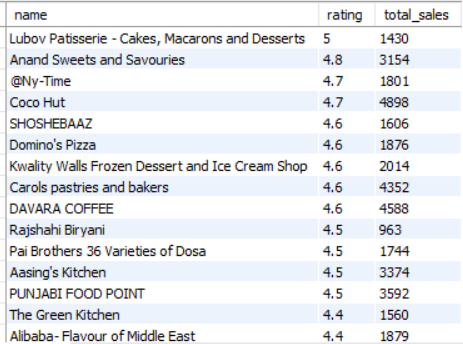 name rating total_sales
Lubov Patisserie - Cakes, Macarons and Desserts 5 1430
Anand Sweets and Savouries 4.8 3154
@Ny-Time 4.7 1801
Coco Hut 4.7 4898
SHOSHEBAAZ 4.6 1606
Domino's Pizza 4.6 1876
Kwality Walls Frozen Dessert and Ice Cream Shop 4.6 2014
Carols pastries and bakers 4.6 4352
DAVARA COFFEE 4.6 4588
Rajshahi Biryani 4.5 963
Pai Brothers 36 Varieties of Dosa 4.5 1744
Aasing's Kitchen 4.5 3374
PUNJABI FOOD POINT 4.5 3592
The Green Kitchen 4.4 1560
Alibaba- Flavour of Middle East 4.4 1879